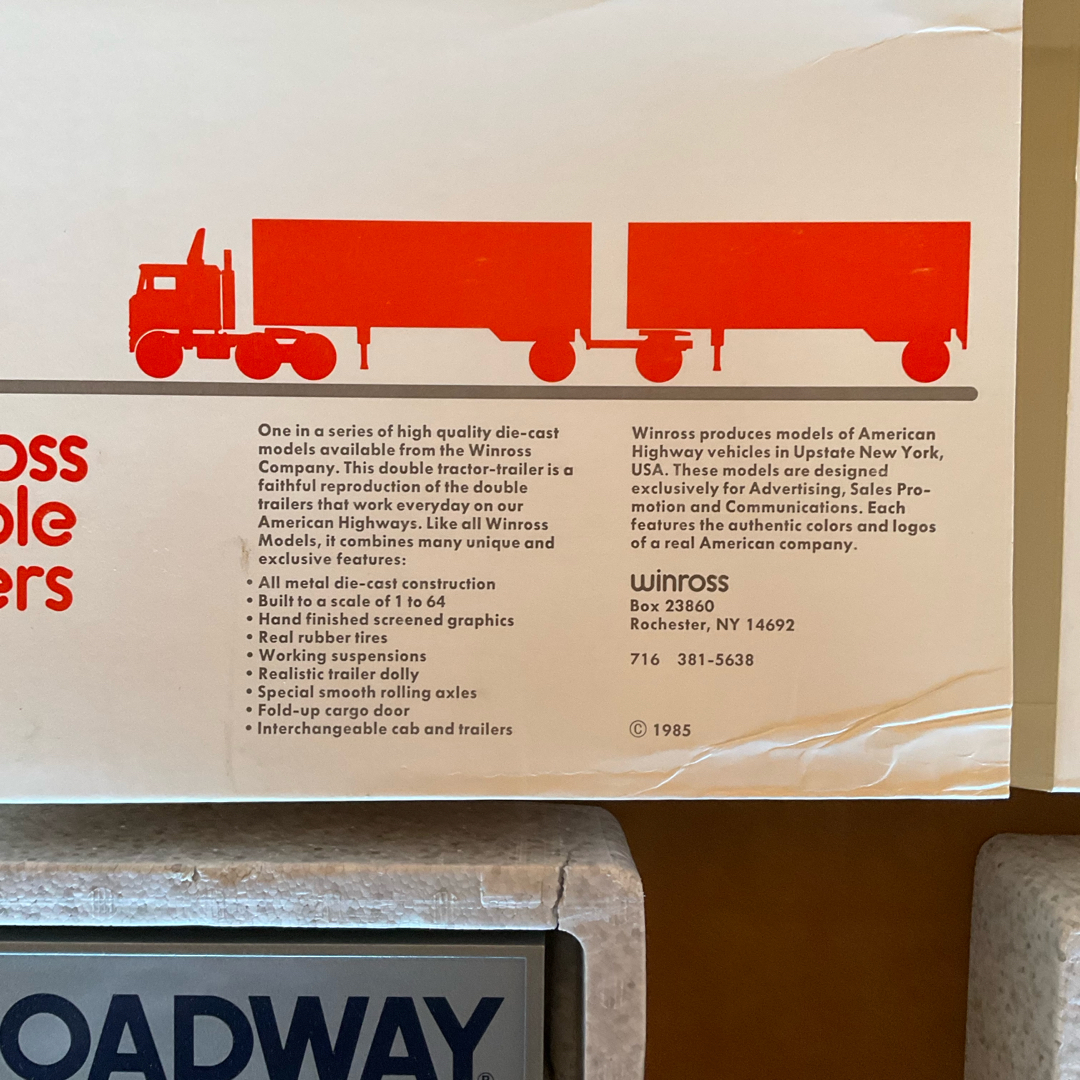 oss
ble
ers
One in a series of high quality die-cast
models available from the Winross
Company. This double tractor-trailer is a
faithful reproduction of the double
trailers that work everyday on our
American Highways. Like all Winross
Models, it combines many unique and
exclusive features:
• All metal die-cast construction
• Built to a scale of 1 to 64
• Hand finished screened graphics
• Real rubber tires
• Working suspensions
• Realistic trailer dolly
• Special smooth rolling axles
• Fold-up cargo door
• Interchangeable cab and trailers
Winross produces models of American
Highway vehicles in Upstate New York,
USA. These models are designed
exclusively for Advertising, Sales Pro-
motion and Communications. Each
features the authentic colors and logos
of a real American company.
winross
Box 23860
Rochester, NY 14692
716 381-5638
© 1985
OADWAY®